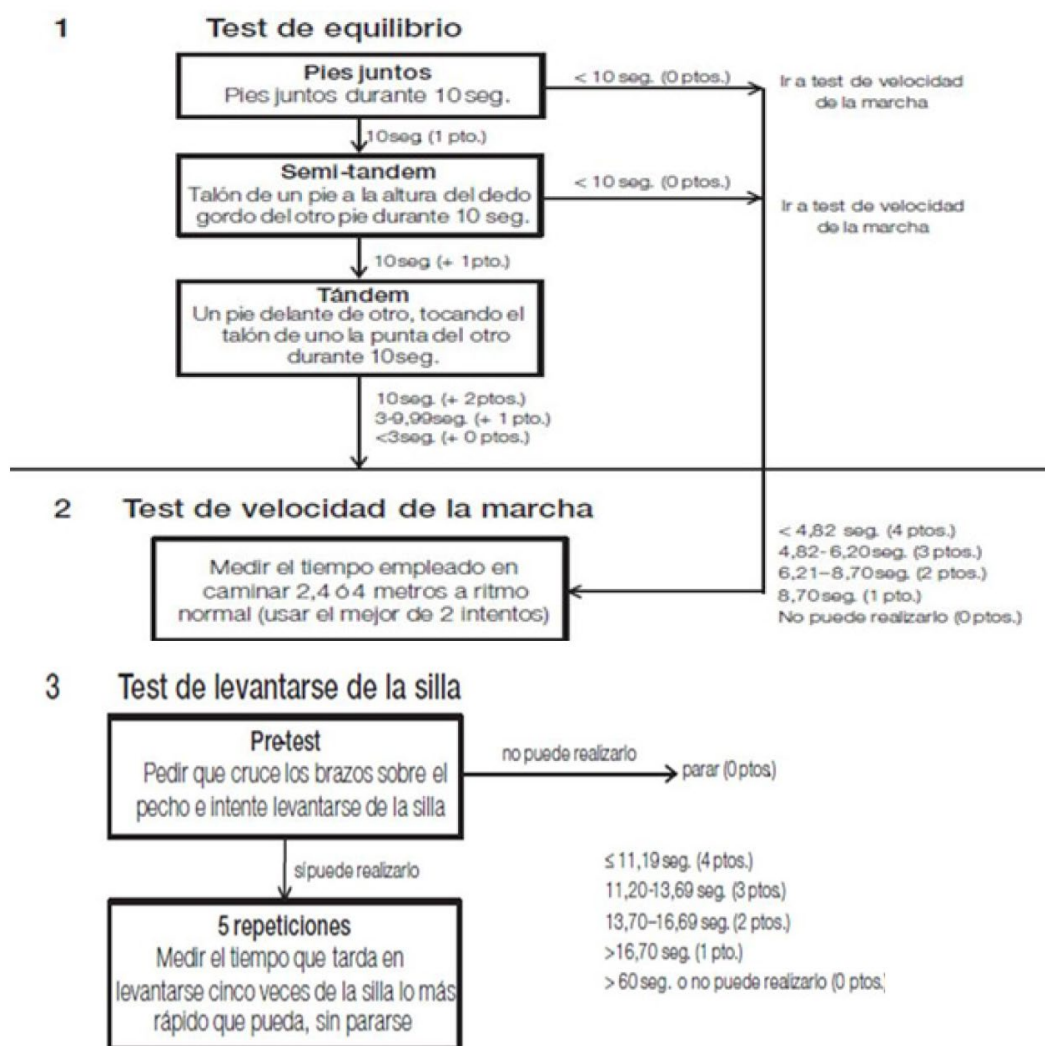 1 Test de equilibrio
Pies juntos
Pies juntos durante 10 seg.
< 10 seg. (0 ptos.)
Ir a test de velocidad
de la marcha
10seg (1 pto.)
Semi-tandem
Talón de un pie a la altura del dedo
gordo del otro pie durante 10 seg.
< 10 seg. (0 ptos.)
Ir a test de velocidad
de la marcha
10seg (+ 1pto.)
Tándem
Un pie delante de otro, tocando el
talón de uno la punta del otro
durante 10seg.
10seg. (+ 2ptos.)
3-9,99seg. (+ 1 pto.)
<3seg. (+ 0 ptos.)
2 Test de velocidad de la marcha
Medir el tiempo empleado en
caminar 2,4 ó 4 metros a ritmo
normal (usar el mejor de 2 intentos)
< 4,82 seg. (4 ptos.)
4,82-6,20seg. (3 ptos.)
6,21–8,70seg. (2 ptos.)
8,70seg. (1 pto.)
No puede realizarlo (0ptos.)
3 Test de levantarse de la silla
Pre-test
Pedir que cruce los brazos sobre el
pecho e intente levantarse de la silla
no puede realizarlo
parar (0ptos.)
sí puede realizarlo
5 repeticiones
Medir el tiempo que tarda en
levantarse cinco veces de la silla lo más
rápido que pueda, sin pararse
≤ 11,19 seg. (4 ptos.)
11,20-13,69 seg. (3 ptos.)
13,70–16,69 seg. (2 ptos.)
>16,70 seg. (1 pto.)
> 60 seg. o no puede realizarlo (0 ptos.